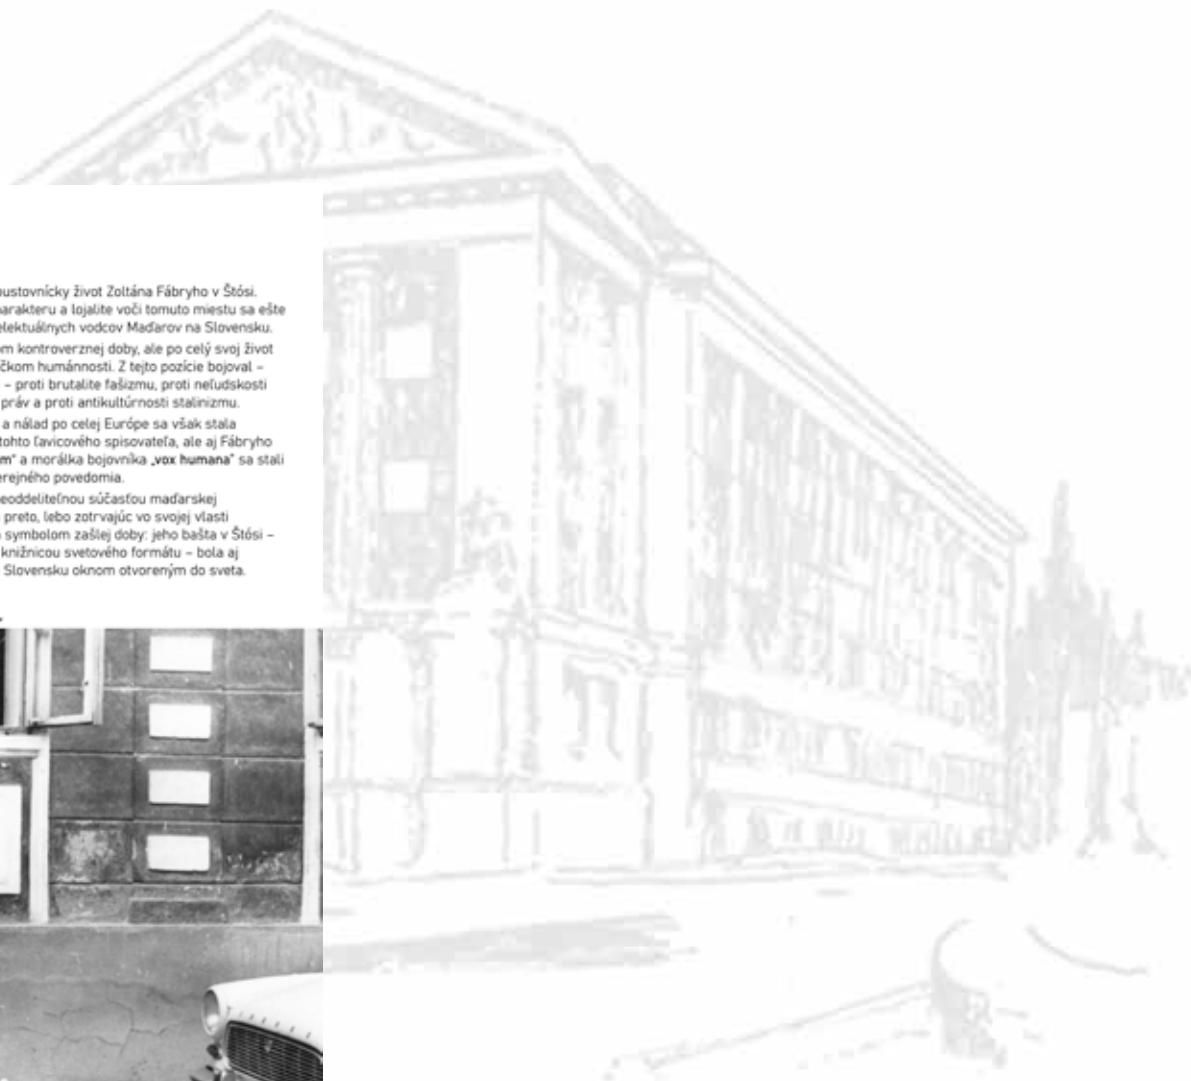 pustovnícky život Zoltána Fábryho v Štósi.
harakteru a lojalite voči tomuto miestu sa ešte
elektuálnych vodcov Maďarov na Slovensku.
m kontroverznej doby, ale po celý svoj život
čkom humánnosti. Z tejto pozície bojoval –
– proti brutalite fašizmu, proti neľudskosti
práv a proti antikultúrnosti stalinizmu.
a nálad po celej Európe sa však stala
tohto ľavicového spisovateľa, ale aj Fábryho
m“ a morálka bojovníka „vox humana“ sa stali
erejného povedomia.
eoddeliteľnou súčasťou maďarskej
preto, lebo zotrvajúc vo svojej vlasti
symbolom zašlej doby: jeho bašta v Štósi –
knižnicou svetového formátu – bola aj
Slovensku oknom otvoreným do sveta.